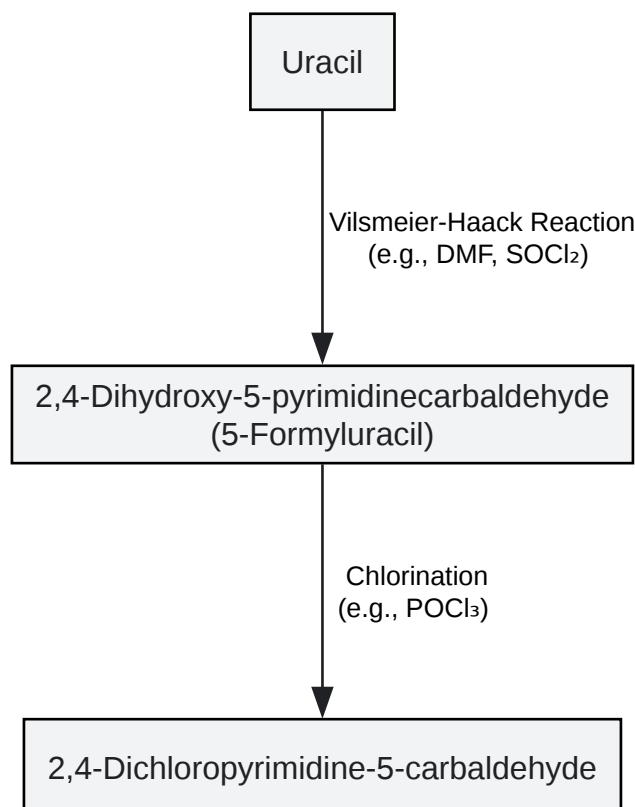 Uracil
Vilsmeier-Haack Reaction
(e.g., DMF, SOCl₂)
2,4-Dihydroxy-5-pyrimidinecarbaldehyde
(5-Formyluracil)
Chlorination
(e.g., POCl₃)
2,4-Dichloropyrimidine-5-carbaldehyde